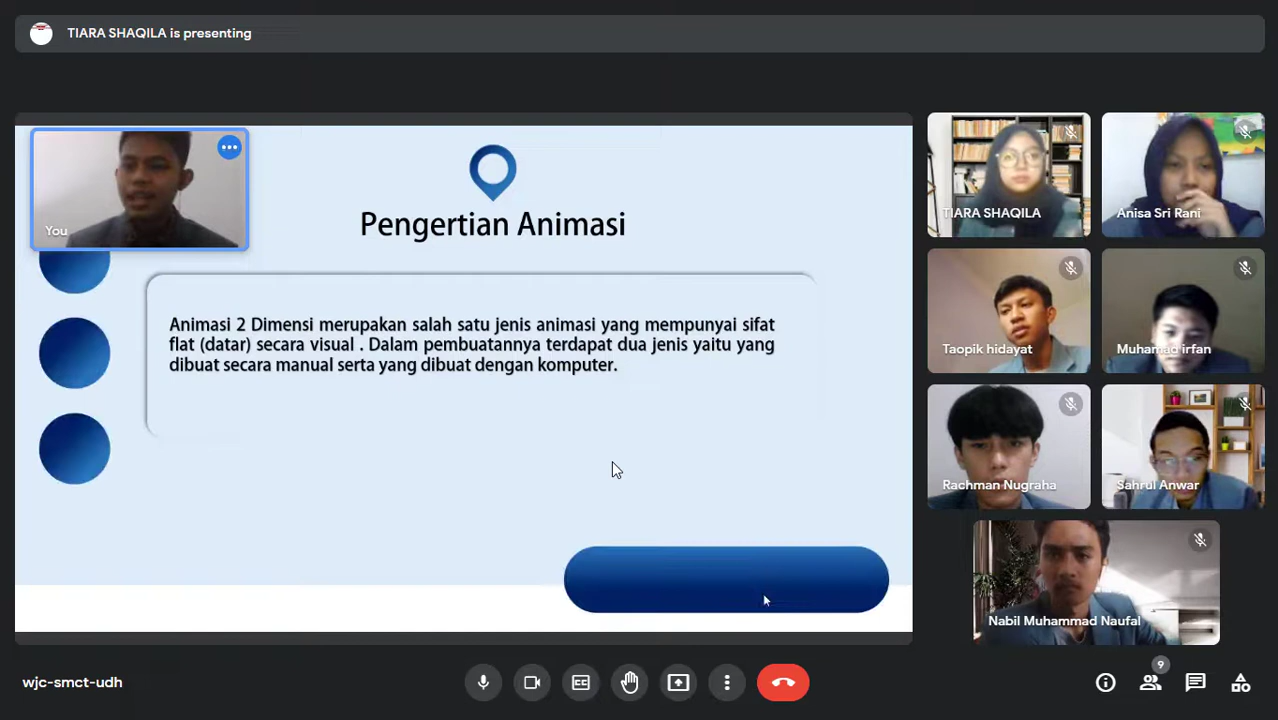 TIARA SHAQILA is presenting
You
Pengertian Animasi
Animasi 2 Dimensi merupakan salah satu jenis animasi yang mempunyai sifat
flat (datar) secara visual . Dalam pembuatannya terdapat dua jenis yaitu yang
dibuat secara manual serta yang dibuat dengan komputer.
TIARA SHAQILA
Anisa Sri Rani
Taopik hidayat
Muhamad irfan
Rachman Nugraha
Sahrul Anwar
Nabil Muhammad Naufal
wjc-smct-udh
CC
9